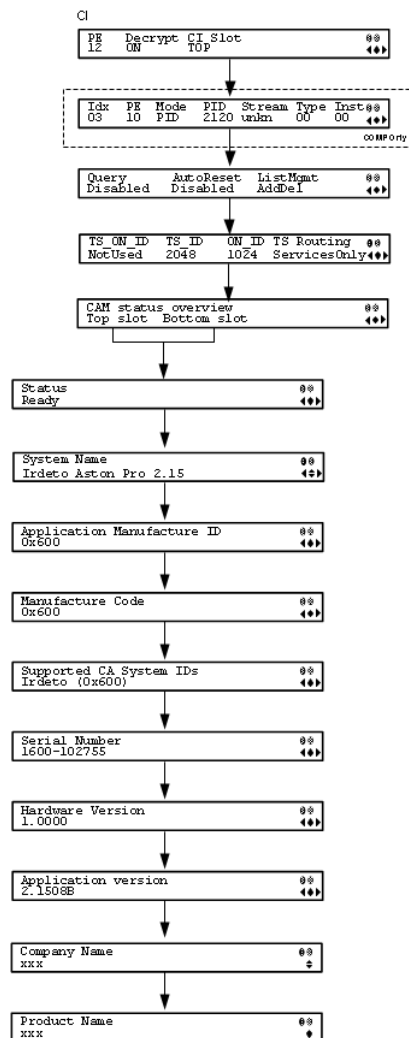 CI
PE Decrypt CI Slot
12 ON TOP
Idx PE Mode PID Stream Type Inst
03 10 PID 2120 unkn 00 00
COMP Only
Query AutoReset ListMgmt
Disabled Disabled AddDel
TS_ON_ID TS_ID ON_ID TS Routing
NotUsed 2048 1024 ServicesOnly
CAM status overview
Top slot Bottom slot
Status
Ready
System Name
Irdeto Aston Pro 2.15
Application Manufacture ID
0x600
Manufacture Code
0x600
Supported CA System IDs
Irdeto (0x600)
Serial Number
1600-102755
Hardware Version
1.0000
Application version
2.1508B
Company Name
xxx
Product Name
xxx